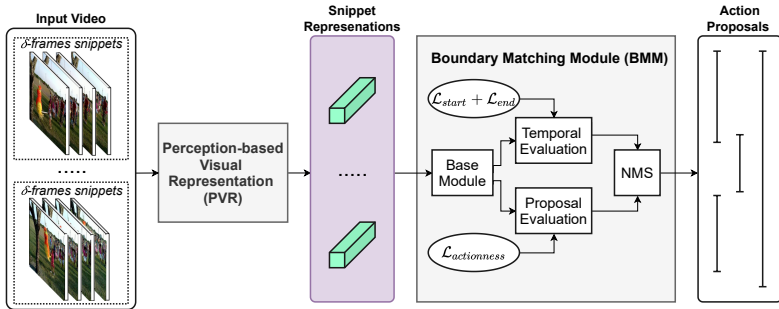 Input Video
δ-frames snippets
.....
δ-frames snippets
Perception-based
Visual
Representation
(PVR)
Snippet
Represenations
.....
Boundary Matching Module (BMM)
ℒstart + ℒend
Base
Module
Temporal
Evaluation
Proposal
Evaluation
ℒactionness
NMS
Action
Proposals